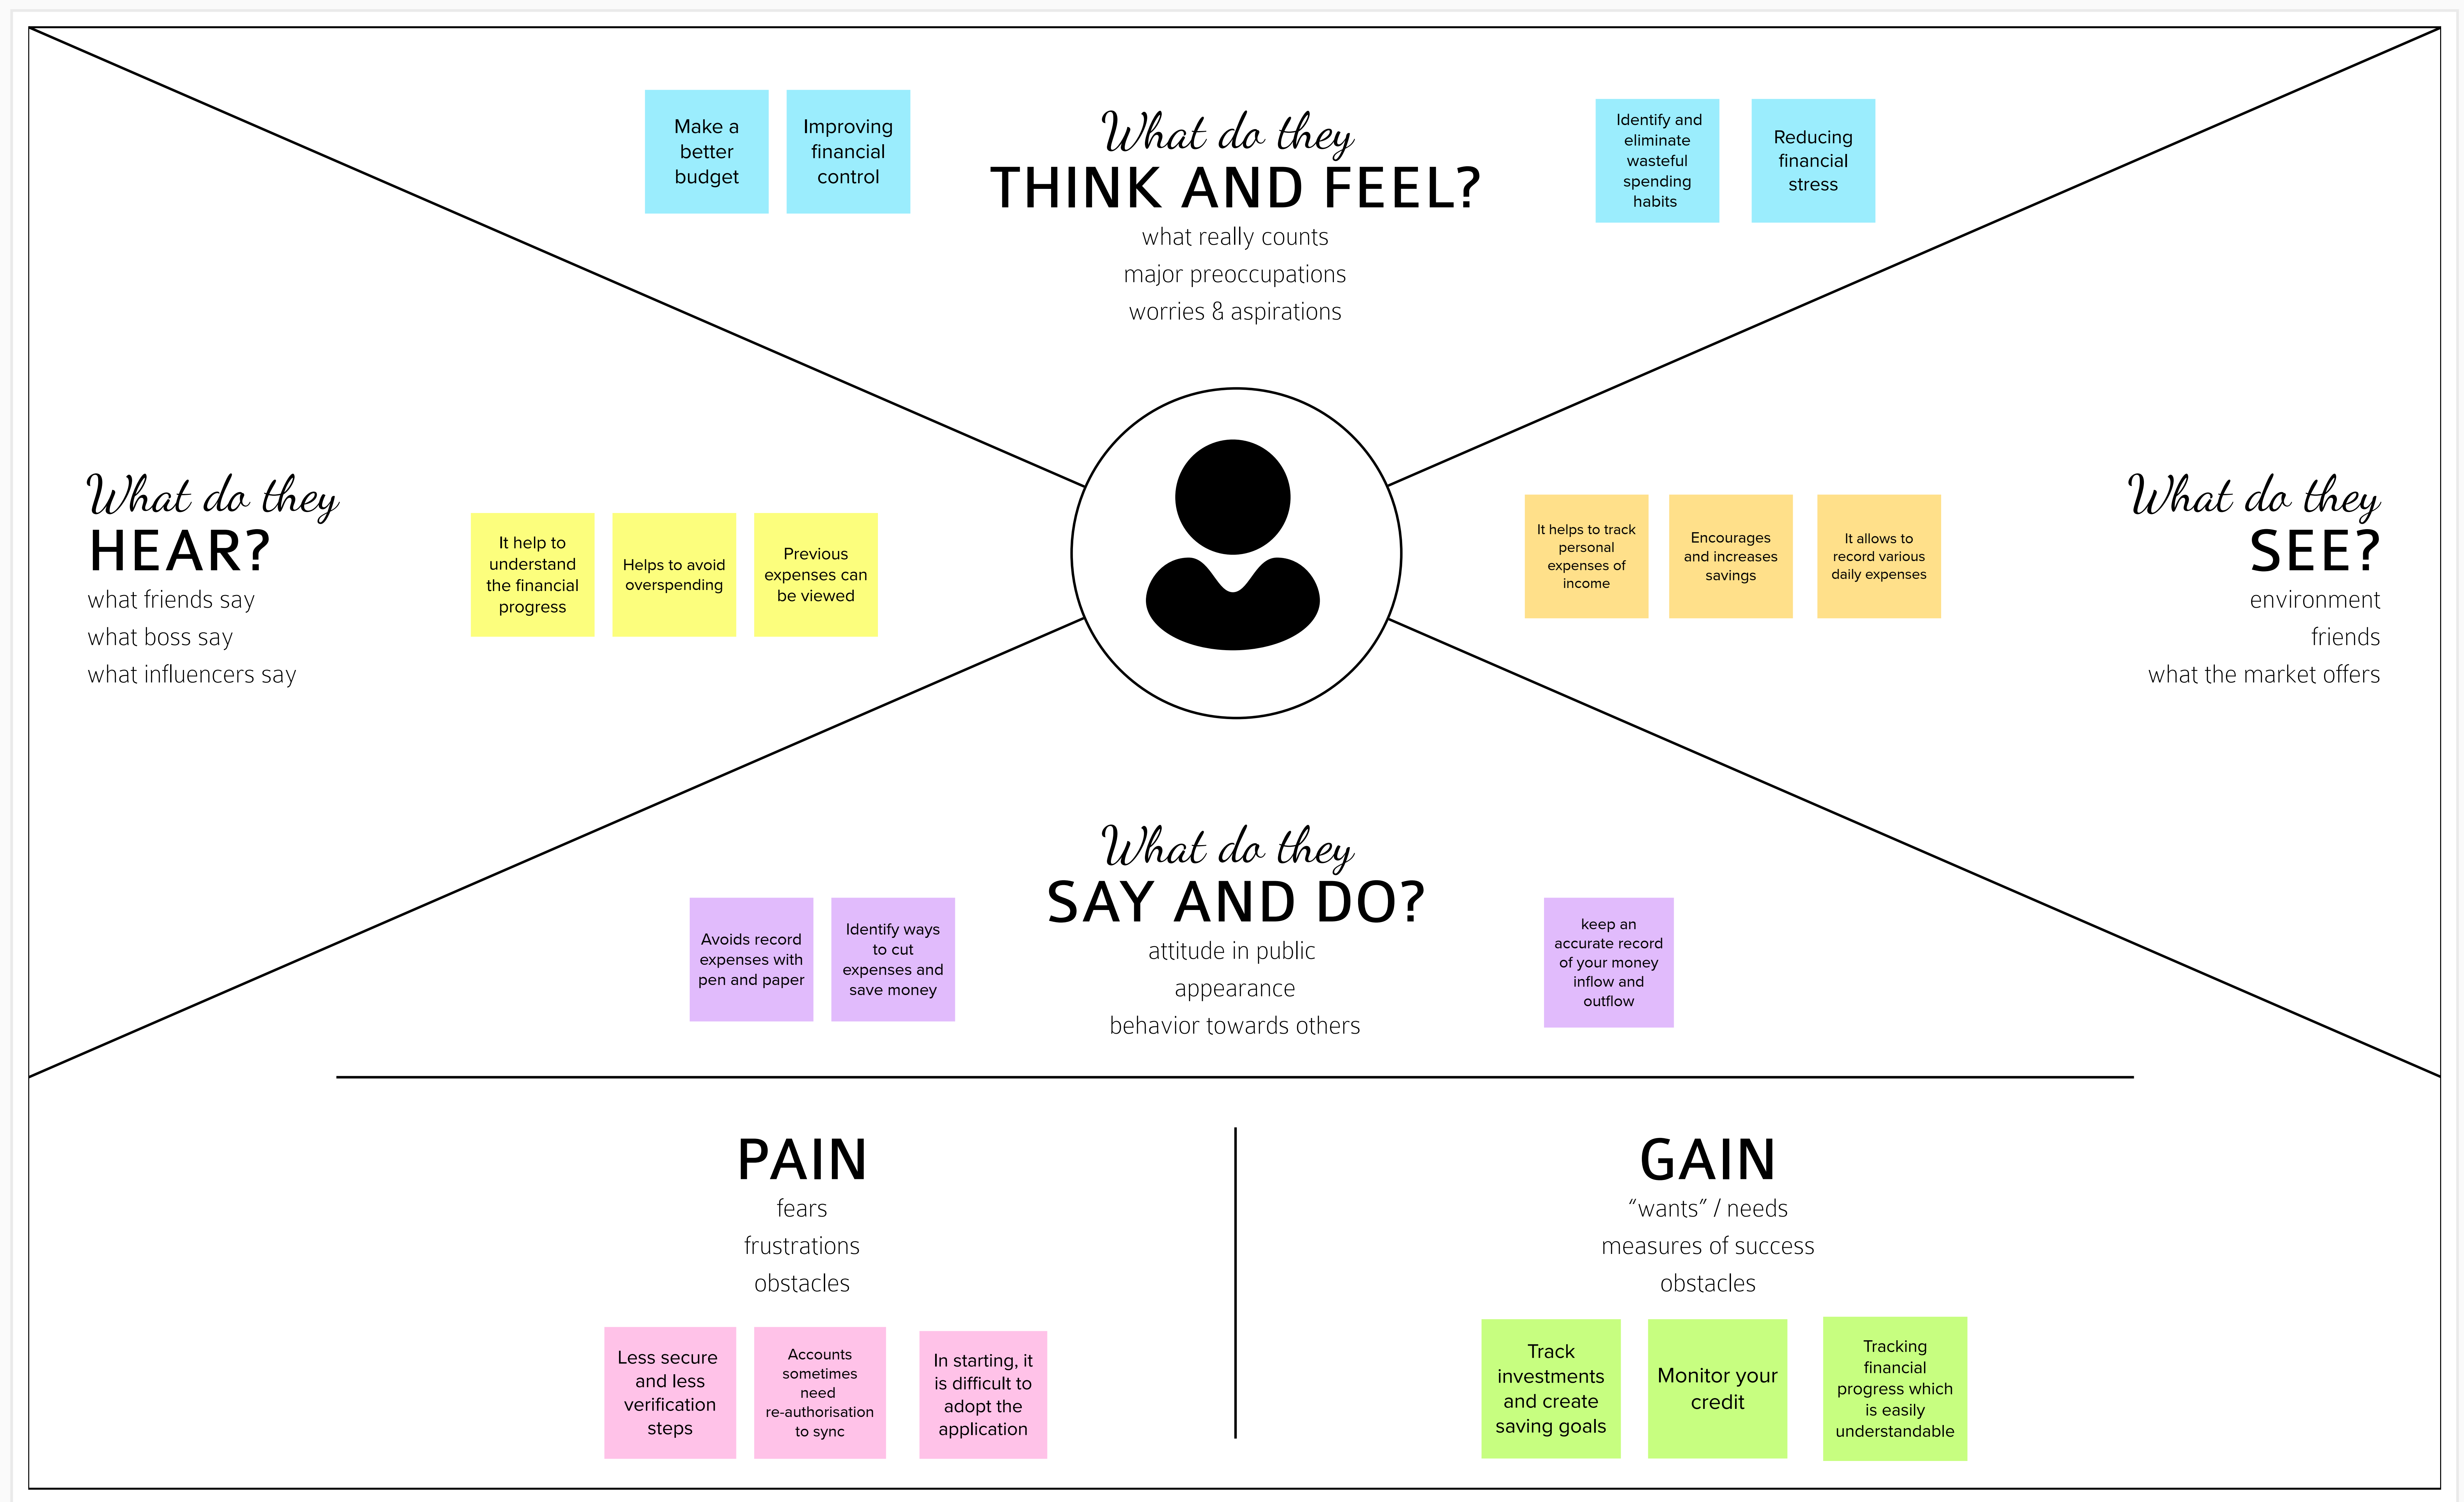 Make a
better
budget
Improving
financial
control
What do they
THINK AND FEEL?
what really counts
major preoccupations
worries & aspirations
Identify and
eliminate
wasteful
spending
habits
Reducing
financial
stress
What do they
HEAR?
what friends say
what boss say
what influencers say
It help to
understand
the financial
progress
Helps to avoid
overspending
Previous
expenses can
be viewed
It helps to track
personal
expenses of
income
Encourages
and increases
savings
It allows to
record various
daily expenses
What do they
SEE?
environment
friends
what the market offers
Avoids record
expenses with
pen and paper
Identify ways
to cut
expenses and
save money
What do they
SAY AND DO?
attitude in public
appearance
behavior towards others
keep an
accurate record
of your money
inflow and
outflow
PAIN
fears
frustrations
obstacles
Less secure
and less
verification
steps
Accounts
sometimes
need
re-authorisation
to sync
In starting, it
is difficult to
adopt the
application
GAIN
“wants” / needs
measures of success
obstacles
Track
investments
and create
saving goals
Monitor your
credit
Tracking
financial
progress which
is easily
understandable